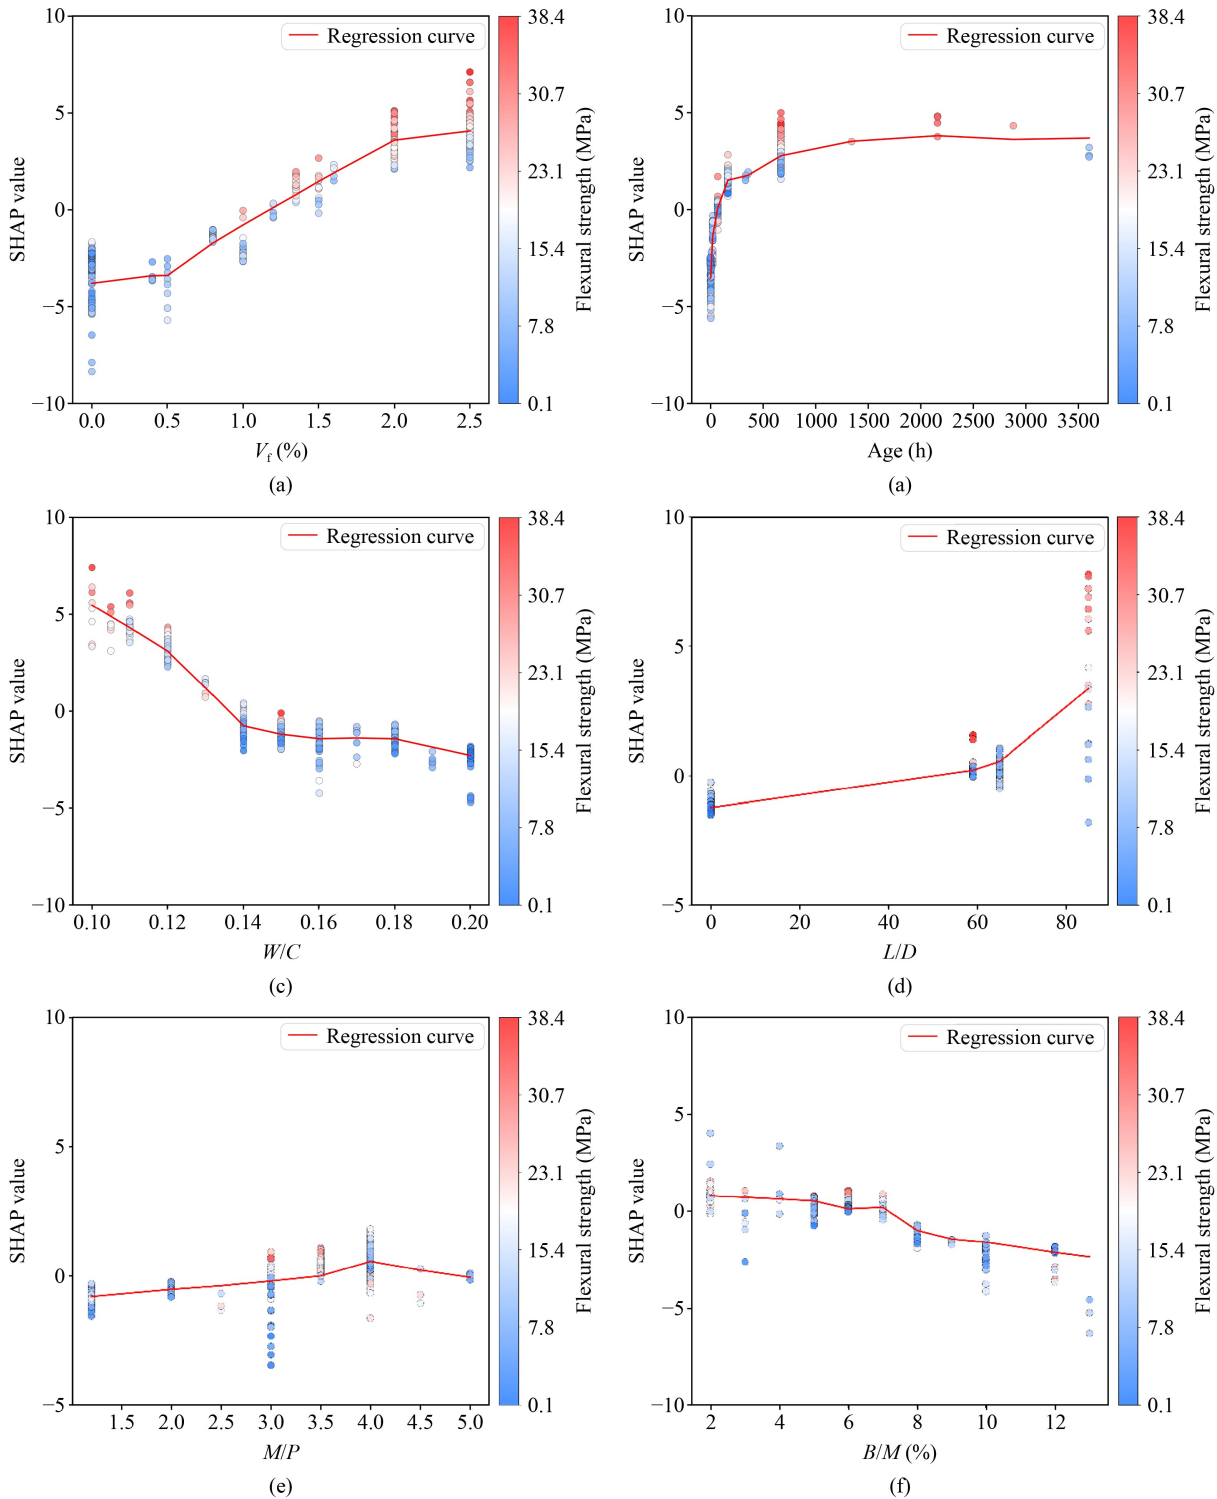 10
5
0
−5
−10
SHAP value
Regression curve
0.0 0.5 1.0 1.5 2.0 2.5
Vf (%)
(a)
38.4
30.7
23.1
15.4
7.8
0.1
Flexural strength (MPa)
10
5
0
−5
−10
SHAP value
Regression curve
0 500 1000 1500 2000 2500 3000 3500
Age (h)
(a)
38.4
30.7
23.1
15.4
7.8
0.1
Flexural strength (MPa)
10
5
0
−5
−10
SHAP value
Regression curve
0.10 0.12 0.14 0.16 0.18 0.20
W/C
(c)
38.4
30.7
23.1
15.4
7.8
0.1
Flexural strength (MPa)
10
5
0
−5
SHAP value
Regression curve
0 20 40 60 80
L/D
(d)
38.4
30.7
23.1
15.4
7.8
0.1
Flexural strength (MPa)
10
5
0
−5
SHAP value
Regression curve
1.5 2.0 2.5 3.0 3.5 4.0 4.5 5.0
M/P
(e)
38.4
30.7
23.1
15.4
7.8
0.1
Flexural strength (MPa)
10
5
0
−5
−10
SHAP value
Regression curve
2 4 6 8 10 12
B/M (%)
(f)
38.4
30.7
23.1
15.4
7.8
0.1
Flexural strength (MPa)